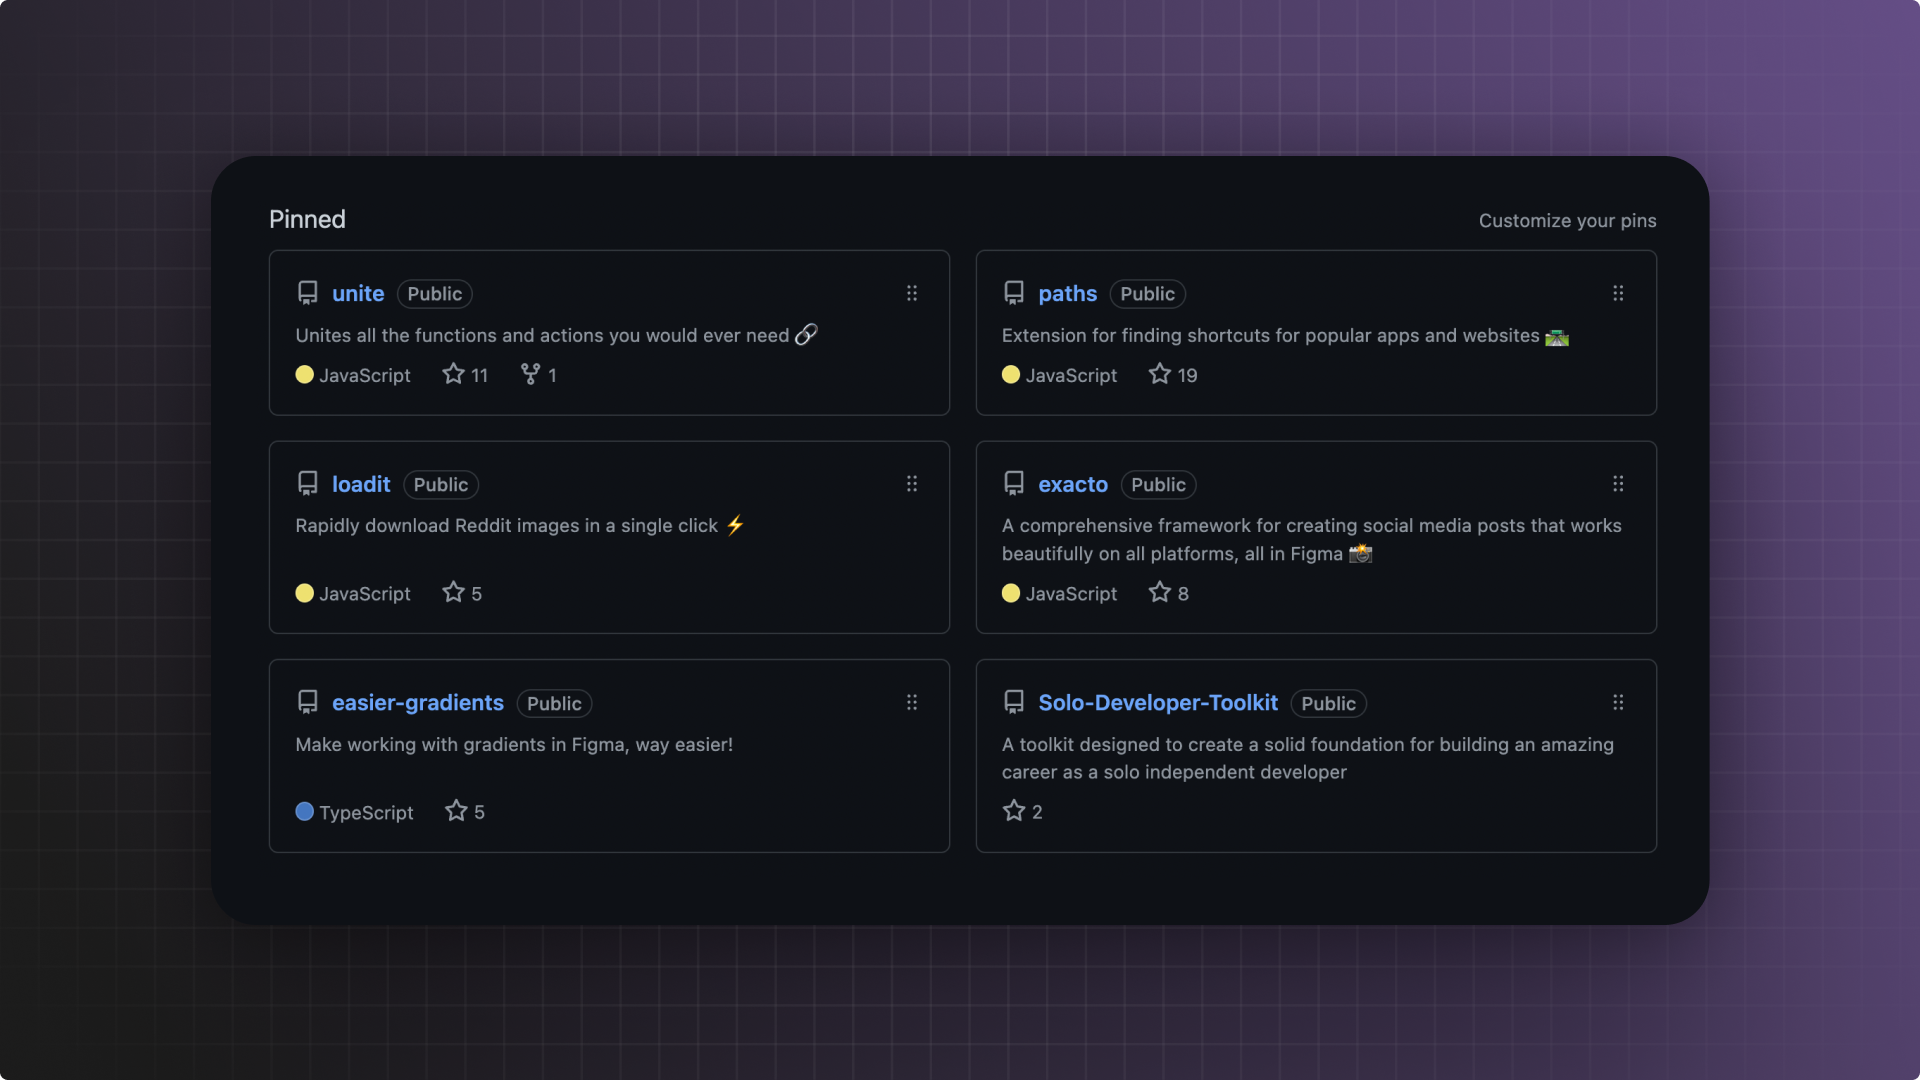 Pinned
Customize your pins
unite Public
Unites all the functions and actions you would ever need 🔗
JavaScript 11 1
paths Public
Extension for finding shortcuts for popular apps and websites 🛣️
JavaScript 19
loadit Public
Rapidly download Reddit images in a single click ⚡
JavaScript 5
exacto Public
A comprehensive framework for creating social media posts that works
beautifully on all platforms, all in Figma 📸
JavaScript 8
easier-gradients Public
Make working with gradients in Figma, way easier!
TypeScript 5
Solo-Developer-Toolkit Public
A toolkit designed to create a solid foundation for building an amazing
career as a solo independent developer
2